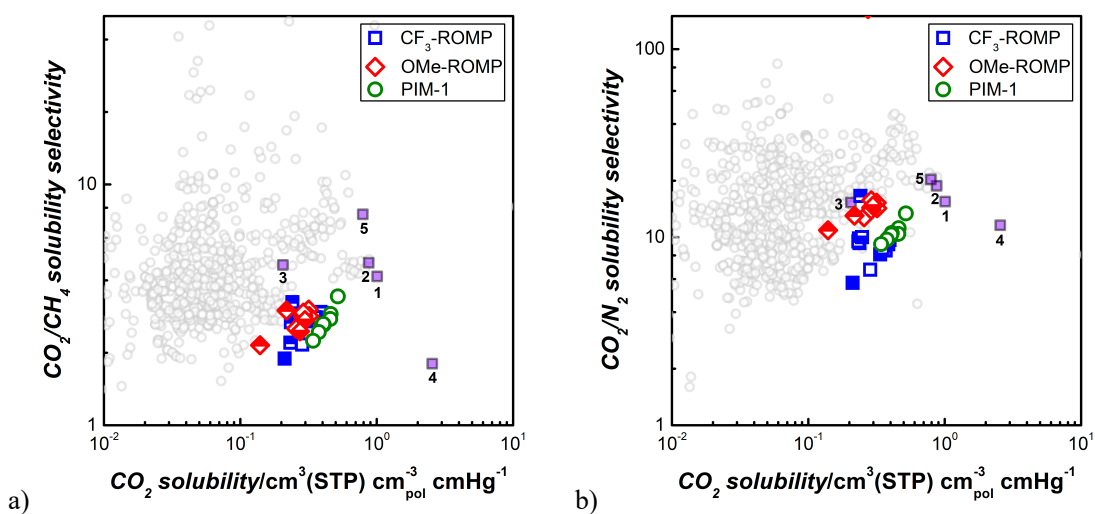 CO₂/CH₄ solubility selectivity
10
1
CF₃-ROMP
OMe-ROMP
PIM-1
5
3
2
1
4
10⁻² 10⁻¹ 10⁰ 10¹
CO₂ solubility/cm³(STP) cm⁻³pol cmHg⁻¹
a)
CO₂/N₂ solubility selectivity
100
10
1
CF₃-ROMP
OMe-ROMP
PIM-1
5
2
3
1
4
10⁻² 10⁻¹ 10⁰ 10¹
CO₂ solubility/cm³(STP) cm⁻³pol cmHg⁻¹
b)